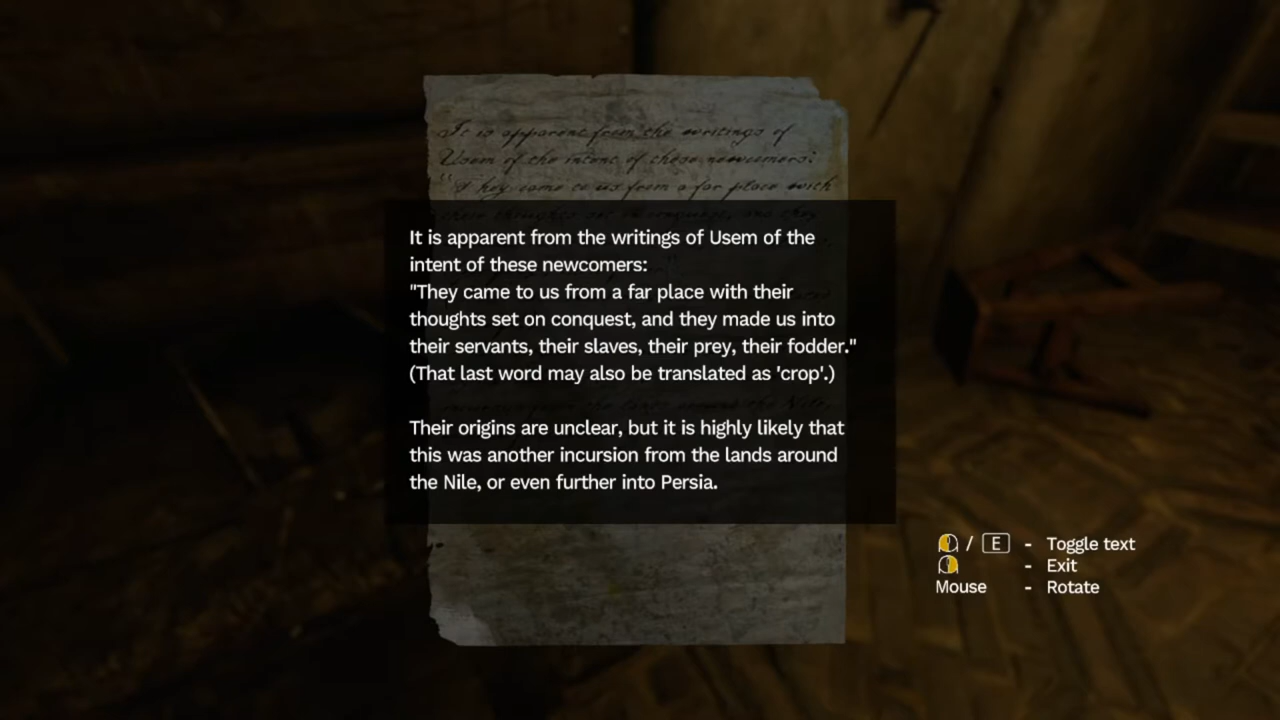 It is apparent from the writings of
Usem of the intent of these newcomers:
"They came to us from a far place with
It is apparent from the writings of Usem of the
intent of these newcomers:
"They came to us from a far place with their
thoughts set on conquest, and they made us into
their servants, their slaves, their prey, their fodder."
(That last word may also be translated as 'crop'.)
Their origins are unclear, but it is highly likely that
this was another incursion from the lands around
the Nile, or even further into Persia.
/ E - Toggle text
- Exit
Mouse - Rotate